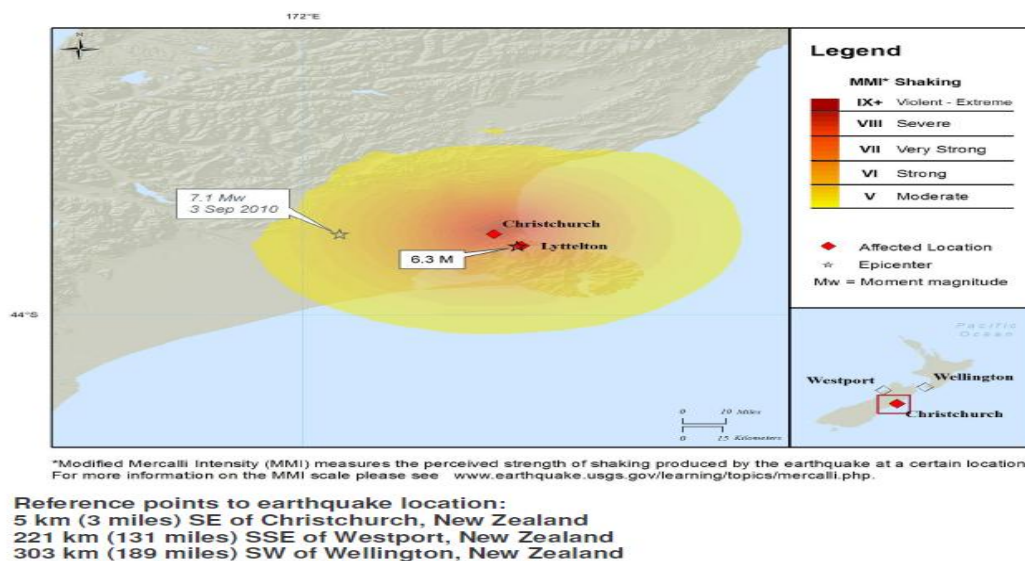 172°E
N
Legend
MMI* Shaking
IX+ Violent - Extreme
VIII Severe
VII Very Strong
VI Strong
V Moderate
7.1 Mw
3 Sep 2010
Christchurch
6.3 M
Lyttelton
Affected Location
Epicenter
Mw = Moment magnitude
44°S
Pacific
Ocean
Westport
Wellington
Christchurch
0 10 Miles
0 15 Kilometers
*Modified Mercalli Intensity (MMI) measures the perceived strength of shaking produced by the earthquake at a certain location
For more information on the MMI scale please see www.earthquake.usgs.gov/learning/topics/mercalli.php.
Reference points to earthquake location:
5 km (3 miles) SE of Christchurch, New Zealand
221 km (131 miles) SSE of Westport, New Zealand
303 km (189 miles) SW of Wellington, New Zealand